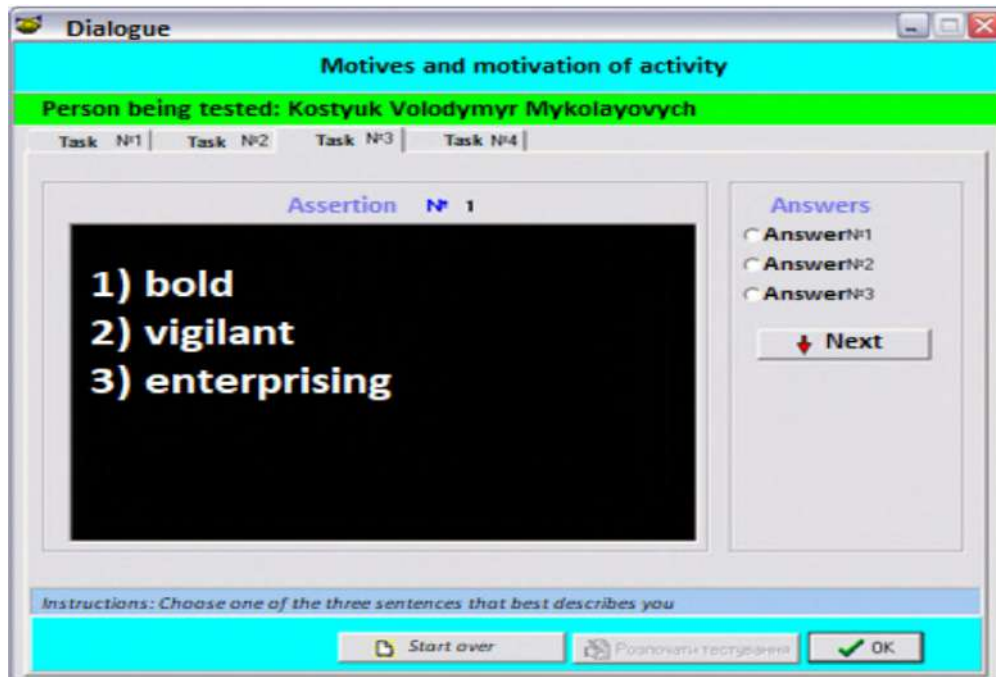 Dialogue
Motives and motivation of activity
Person being tested: Kostyuk Volodymyr Mykolayovych
Task №1 Task №2 Task №3 Task №4
Assertion № 1
1) bold
2) vigilant
3) enterprising
Answers
Answer№1
Answer№2
Answer№3
Next
Instructions: Choose one of the three sentences that best describes you
Start over Розпочати тестування OK